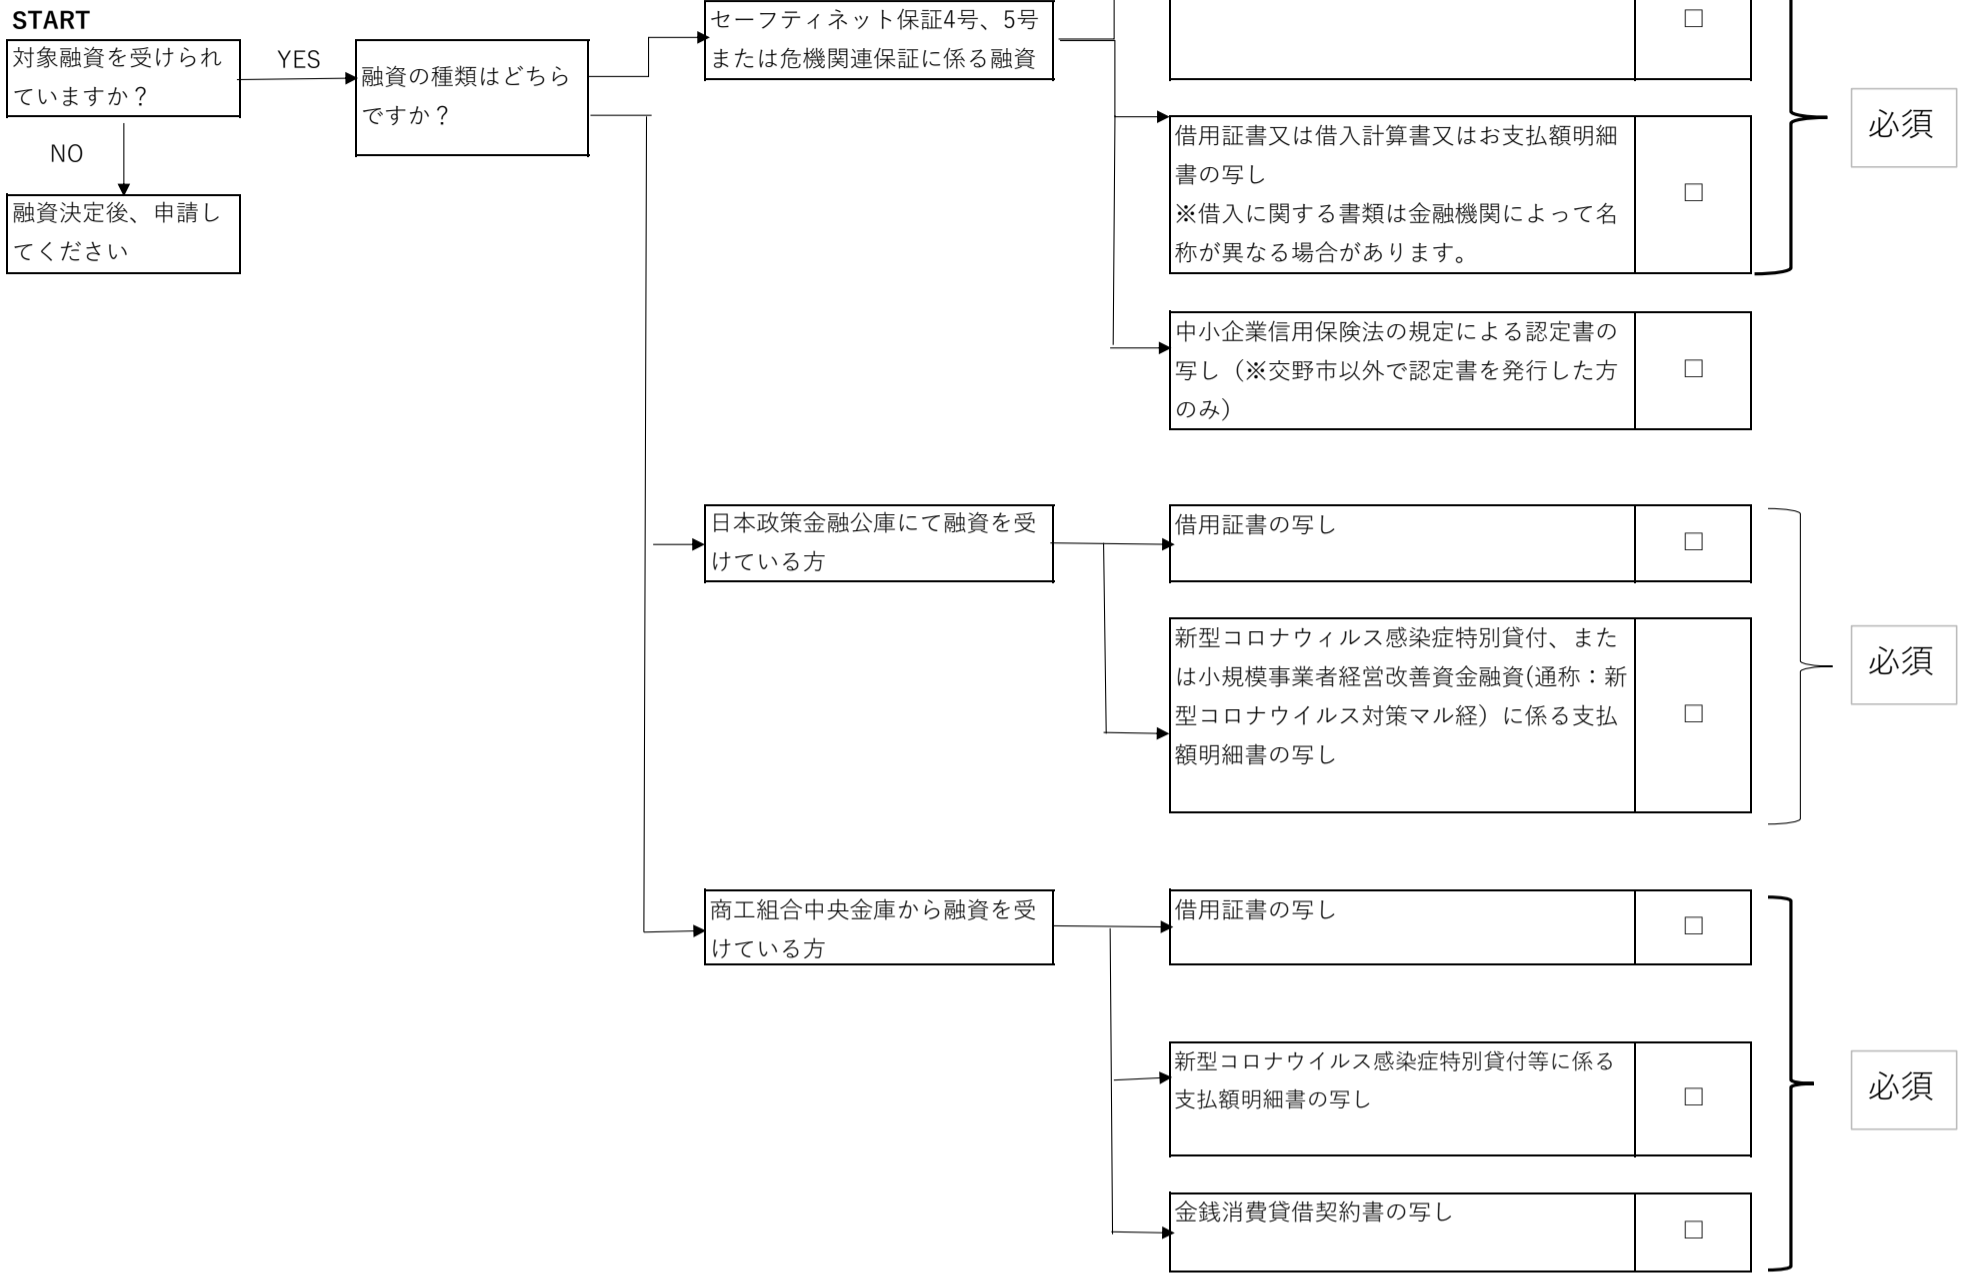 START
対象融資を受けられ
ていますか？
YES
NO
融資決定後、申請し
てください
融資の種類はどちら
ですか？
セーフティネット保証4号、5号
または危機関連保証に係る融資
□
借用証書又は借入計算書又はお支払額明細
書の写し
※借入に関する書類は金融機関によって名
称が異なる場合があります。
□
必須
中小企業信用保険法の規定による認定書の
写し（※交野市以外で認定書を発行した方
のみ）
□
日本政策金融公庫にて融資を受
けている方
借用証書の写し
□
新型コロナウィルス感染症特別貸付、また
は小規模事業者経営改善資金融資(通称：新
型コロナウイルス対策マル経）に係る支払
額明細書の写し
□
必須
商工組合中央金庫から融資を受
けている方
借用証書の写し
□
新型コロナウイルス感染症特別貸付等に係る
支払額明細書の写し
□
金銭消費貸借契約書の写し
□
必須